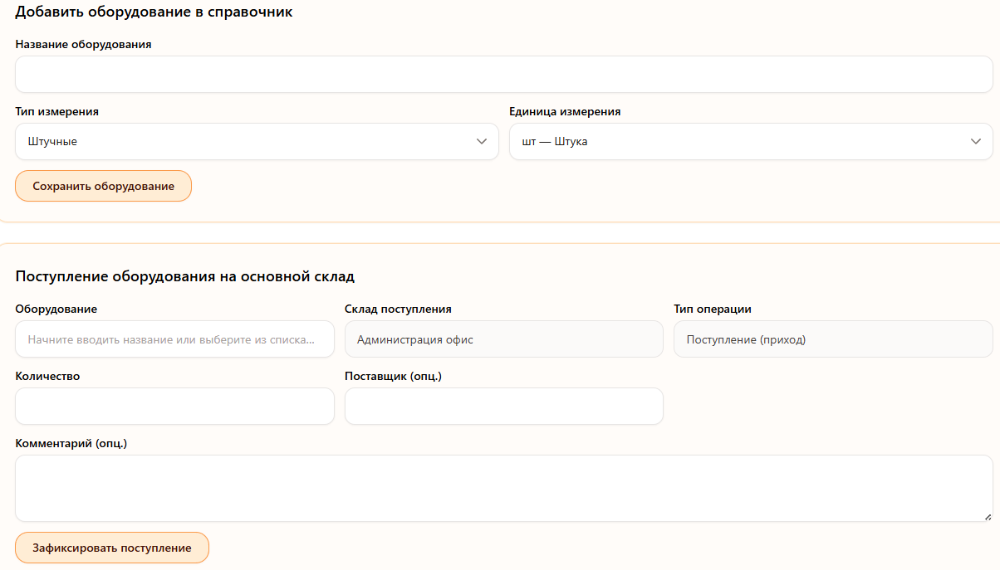 Добавить оборудование в справочник
Название оборудования
Тип измерения Единица измерения
Штучные шт — Штука
Сохранить оборудование
Поступление оборудования на основной склад
Оборудование Склад поступления Тип операции
Начните вводить название или выберите из списка... Администрация офис Поступление (приход)
Количество Поставщик (опц.)
Комментарий (опц.)
Зафиксировать поступление